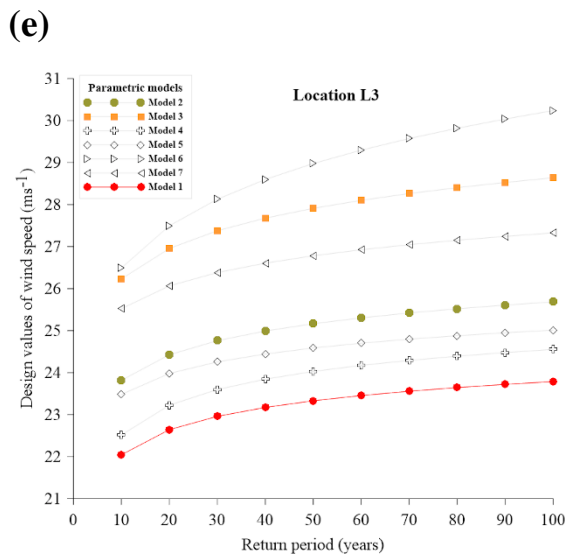 (e)
Location L3
Parametric models
Model 2
Model 3
Model 4
Model 5
Model 6
Model 7
Model 1
Design values of wind speed (ms⁻¹)
31
30
29
28
27
26
25
24
23
22
21
0 10 20 30 40 50 60 70 80 90 100
Return period (years)